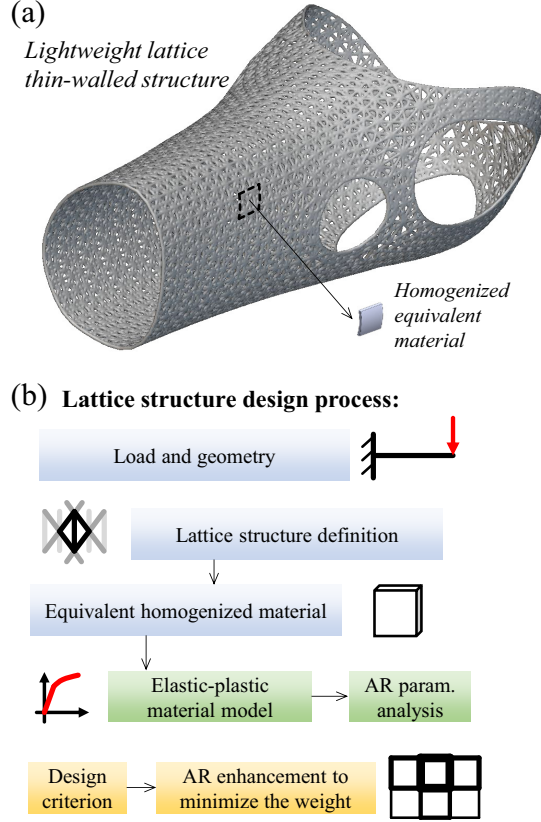 (a)
Lightweight lattice
thin-walled structure
Homogenized
equivalent
material
(b) Lattice structure design process:
Load and geometry
Lattice structure definition
Equivalent homogenized material
Elastic-plastic
material model
AR param.
analysis
Design
criterion
AR enhancement to
minimize the weight